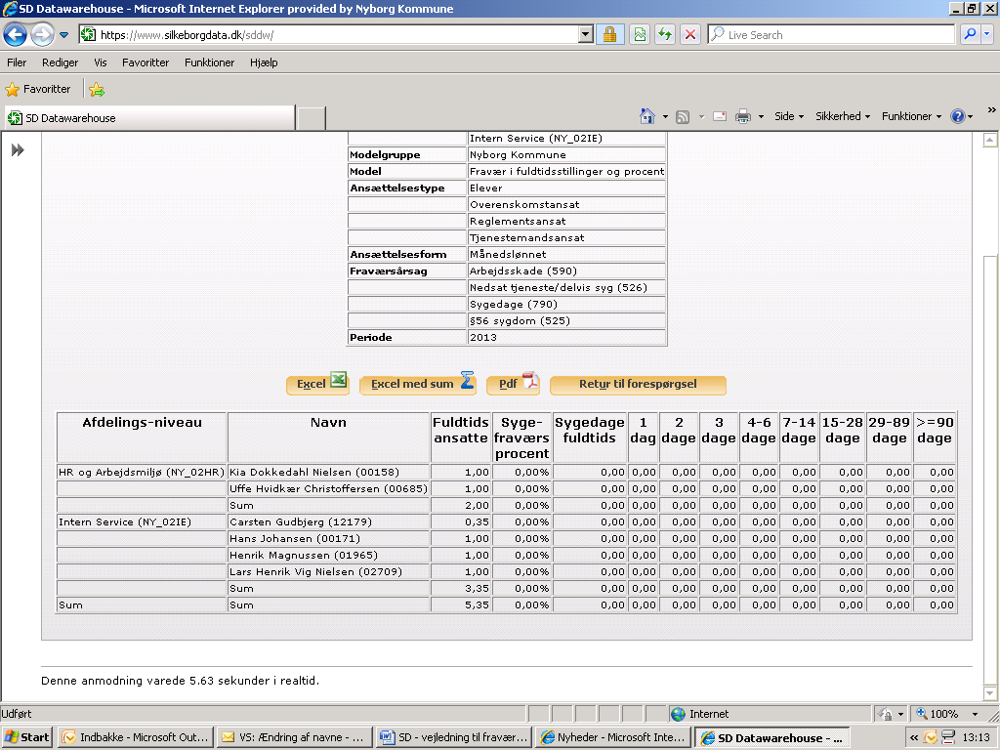 SD Datawarehouse - Microsoft Internet Explorer provided by Nyborg Kommune
https://www.silkeborgdata.dk/sddw/
Live Search
Filer Rediger Vis Favoritter Funktioner Hjælp
Favoritter
SD Datawarehouse
Side Sikkerhed Funktioner
Intern Service (NY_02IE)
Modelgruppe Nyborg Kommune
Model Fravær i fuldtidsstillinger og procent
Ansættelsestype Elever
Overenskomstansat
Reglementsansat
Tjenestemandsansat
Ansættelsesform Månedslønnet
Fraværsårsag Arbejdsskade (590)
Nedsat tjeneste/delvis syg (526)
Sygedage (790)
§56 sygdom (525)
Periode 2013
Excel Excel med sum Pdf Retur til forespørgsel
Afdelings-niveau Navn Fuldtids Syge- Sygedage 1 2 3 4-6 7-14 15-28 29-89 >=90
ansatte fraværs fuldtids dag dage dage dage dage dage dage dage
procent
HR og Arbejdsmiljø (NY_02HR) Kia Dokkedahl Nielsen (00158) 1,00 0,00% 0,00 0,00 0,00 0,00 0,00 0,00 0,00 0,00 0,00
Uffe Hvidkær Christoffersen (00685) 1,00 0,00% 0,00 0,00 0,00 0,00 0,00 0,00 0,00 0,00 0,00
Sum 2,00 0,00% 0,00 0,00 0,00 0,00 0,00 0,00 0,00 0,00 0,00
Intern Service (NY_02IE) Carsten Gudbjerg (12179) 0,35 0,00% 0,00 0,00 0,00 0,00 0,00 0,00 0,00 0,00 0,00
Hans Johansen (00171) 1,00 0,00% 0,00 0,00 0,00 0,00 0,00 0,00 0,00 0,00 0,00
Henrik Magnussen (01965) 1,00 0,00% 0,00 0,00 0,00 0,00 0,00 0,00 0,00 0,00 0,00
Lars Henrik Vig Nielsen (02709) 1,00 0,00% 0,00 0,00 0,00 0,00 0,00 0,00 0,00 0,00 0,00
Sum 3,35 0,00% 0,00 0,00 0,00 0,00 0,00 0,00 0,00 0,00 0,00
Sum Sum 5,35 0,00% 0,00 0,00 0,00 0,00 0,00 0,00 0,00 0,00 0,00
Denne anmodning varede 5.63 sekunder i realtid.
Udført Internet 100%
Start Indbakke - Microsoft Out... VS: Ændring af navne - ... SD - vejledning til fravær... Nyheder - Microsoft Inte... SD Datawarehouse - ... 13:13